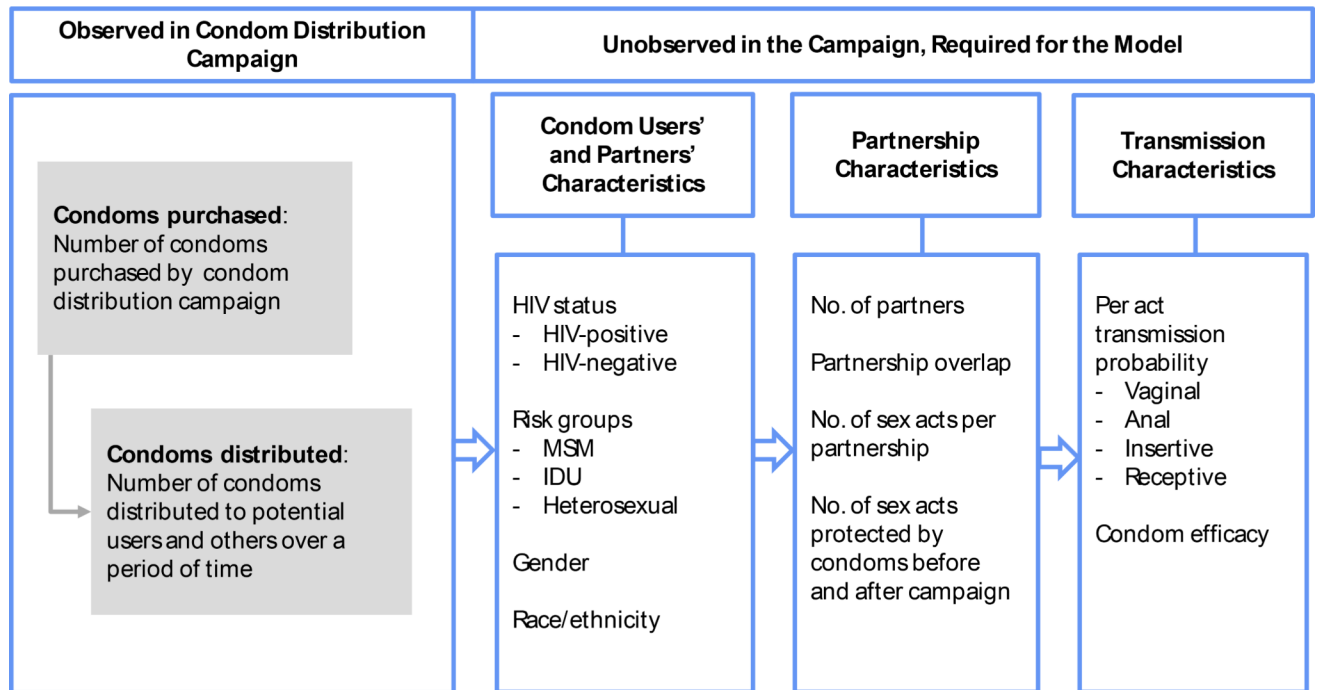 Observed in Condom Distribution
Campaign
Unobserved in the Campaign, Required for the Model
Condoms purchased:
Number of condoms
purchased by condom
distribution campaign
Condoms distributed:
Number of condoms
distributed to potential
users and others over a
period of time
Condom Users'
and Partners'
Characteristics
HIV status
- HIV-positive
- HIV-negative
Risk groups
- MSM
- IDU
- Heterosexual
Gender
Race/ethnicity
Partnership
Characteristics
No. of partners
Partnership overlap
No. of sex acts per
partnership
No. of sex acts
protected by
condoms before
and after campaign
Transmission
Characteristics
Per act
transmission
probability
- Vaginal
- Anal
- Insertive
- Receptive
Condom efficacy